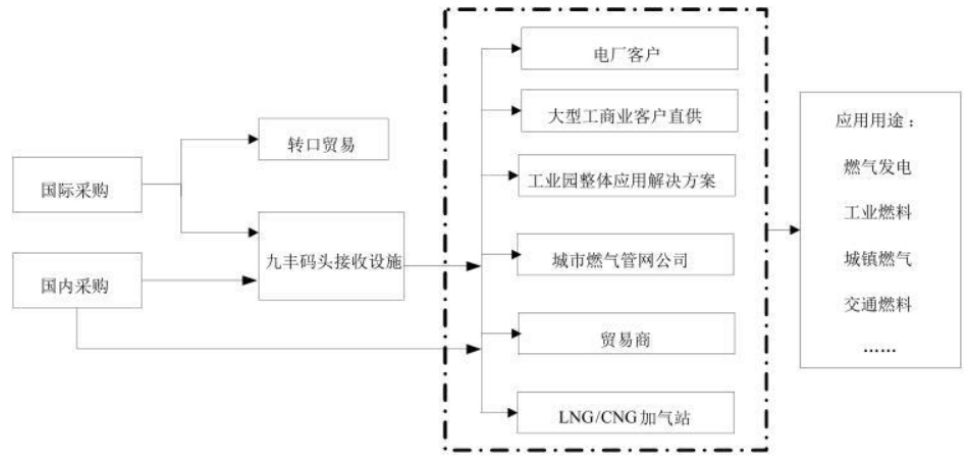 国际采购
国内采购
转口贸易
九丰码头接收设施
电厂客户
大型工商业客户直供
工业园整体应用解决方案
城市燃气管网公司
贸易商
LNG/CNG加气站
应用用途：
燃气发电
工业燃料
城镇燃气
交通燃料
……